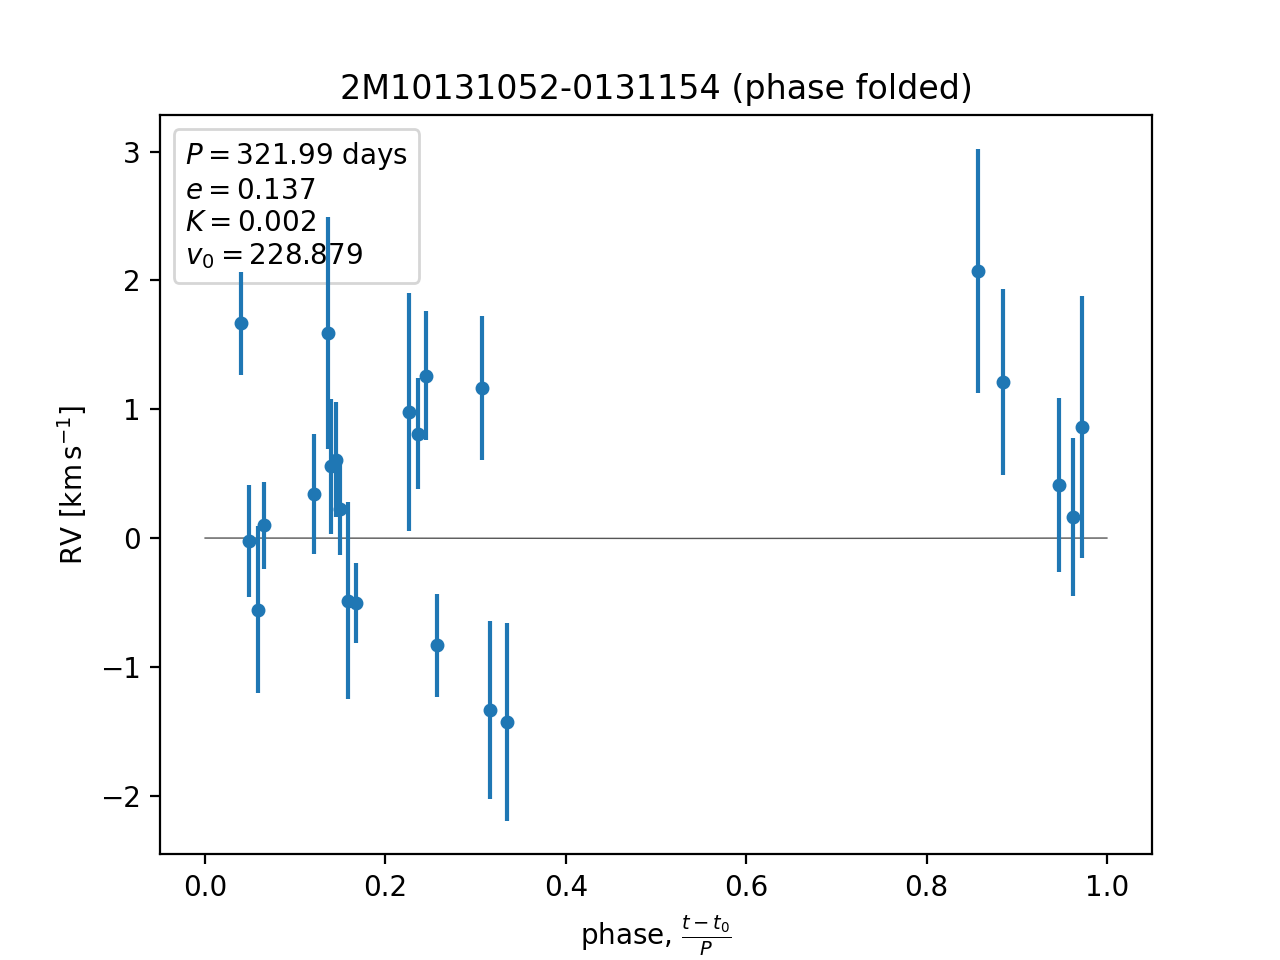 2M10131052-0131154 (phase folded)
P = 321.99 days
e = 0.137
K = 0.002
v₀ = 228.879
3
2
1
0
−1
−2
RV [km s⁻¹]
0.0 0.2 0.4 0.6 0.8 1.0
phase, (t − t₀)/P